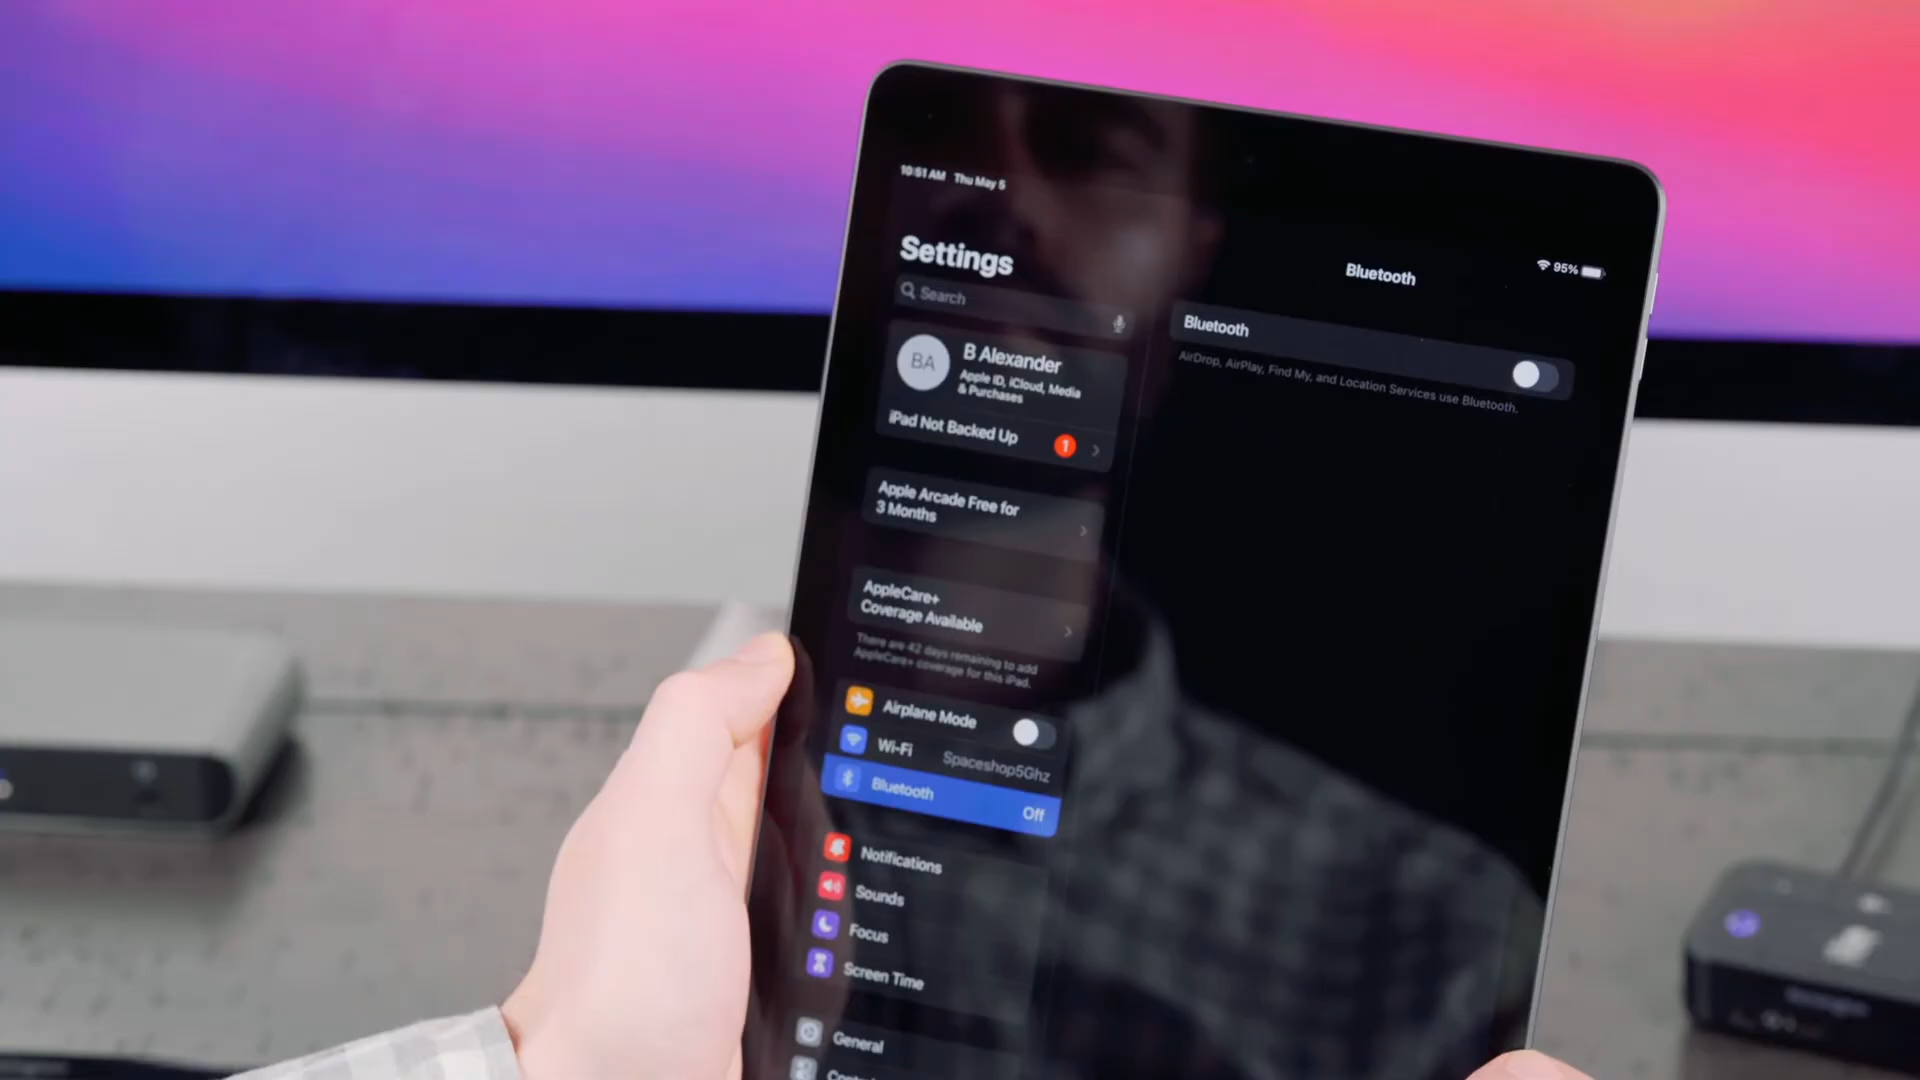 10:51 AM Thu May 5
95%
Settings
Bluetooth
Search
Bluetooth
AirDrop, AirPlay, Find My, and Location Services use Bluetooth.
BA
B Alexander
Apple ID, iCloud, Media
& Purchases
iPad Not Backed Up
1
Apple Arcade Free for
3 Months
AppleCare+
Coverage Available
There are 42 days remaining to add
AppleCare+ coverage for this iPad.
Airplane Mode
Wi-Fi
Spaceshop5Ghz
Bluetooth
Off
Notifications
Sounds
Focus
Screen Time
General